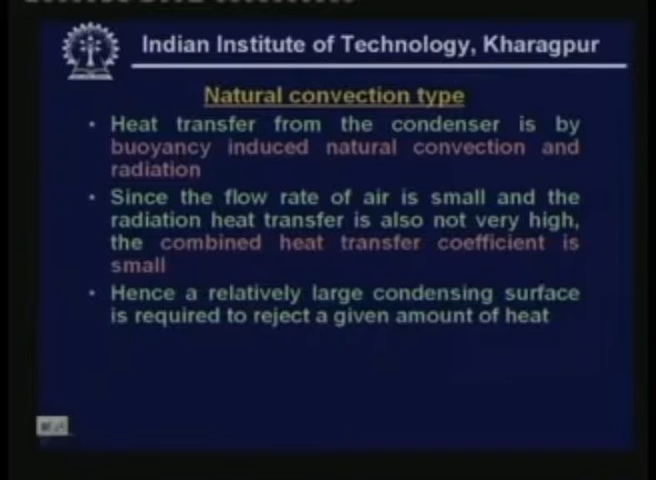 Indian Institute of Technology, Kharagpur
Natural convection type
• Heat transfer from the condenser is by
buoyancy induced natural convection and
radiation
• Since the flow rate of air is small and the
radiation heat transfer is also not very high,
the combined heat transfer coefficient is
small
• Hence a relatively large condensing surface
is required to reject a given amount of heat